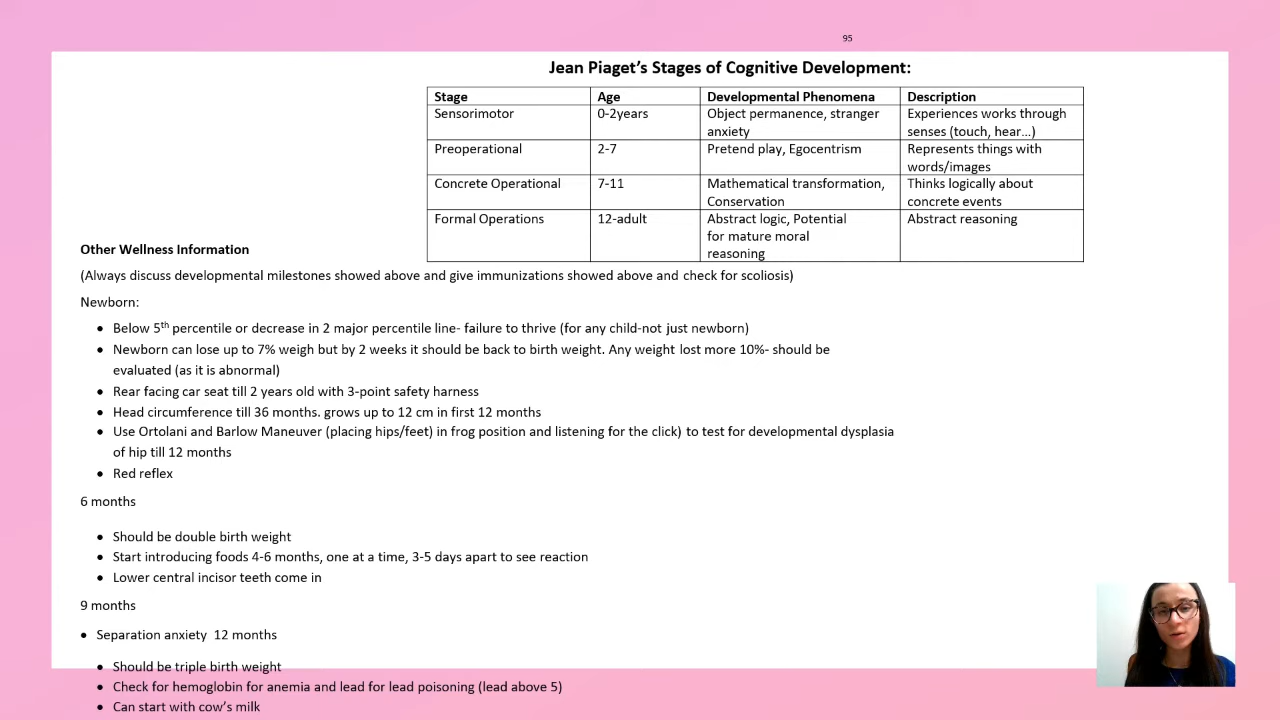 95
Jean Piaget’s Stages of Cognitive Development:
Stage Age Developmental Phenomena Description
Sensorimotor 0-2years Object permanence, stranger anxiety Experiences works through senses (touch, hear…)
Preoperational 2-7 Pretend play, Egocentrism Represents things with words/images
Concrete Operational 7-11 Mathematical transformation, Conservation Thinks logically about concrete events
Formal Operations 12-adult Abstract logic, Potential for mature moral reasoning Abstract reasoning
Other Wellness Information
(Always discuss developmental milestones showed above and give immunizations showed above and check for scoliosis)
Newborn:
• Below 5th percentile or decrease in 2 major percentile line- failure to thrive (for any child-not just newborn)
• Newborn can lose up to 7% weigh but by 2 weeks it should be back to birth weight. Any weight lost more 10%- should be
evaluated (as it is abnormal)
• Rear facing car seat till 2 years old with 3-point safety harness
• Head circumference till 36 months. grows up to 12 cm in first 12 months
• Use Ortolani and Barlow Maneuver (placing hips/feet) in frog position and listening for the click) to test for developmental dysplasia
of hip till 12 months
• Red reflex
6 months
• Should be double birth weight
• Start introducing foods 4-6 months, one at a time, 3-5 days apart to see reaction
• Lower central incisor teeth come in
9 months
• Separation anxiety 12 months
• Should be triple birth weight
• Check for hemoglobin for anemia and lead for lead poisoning (lead above 5)
• Can start with cow’s milk